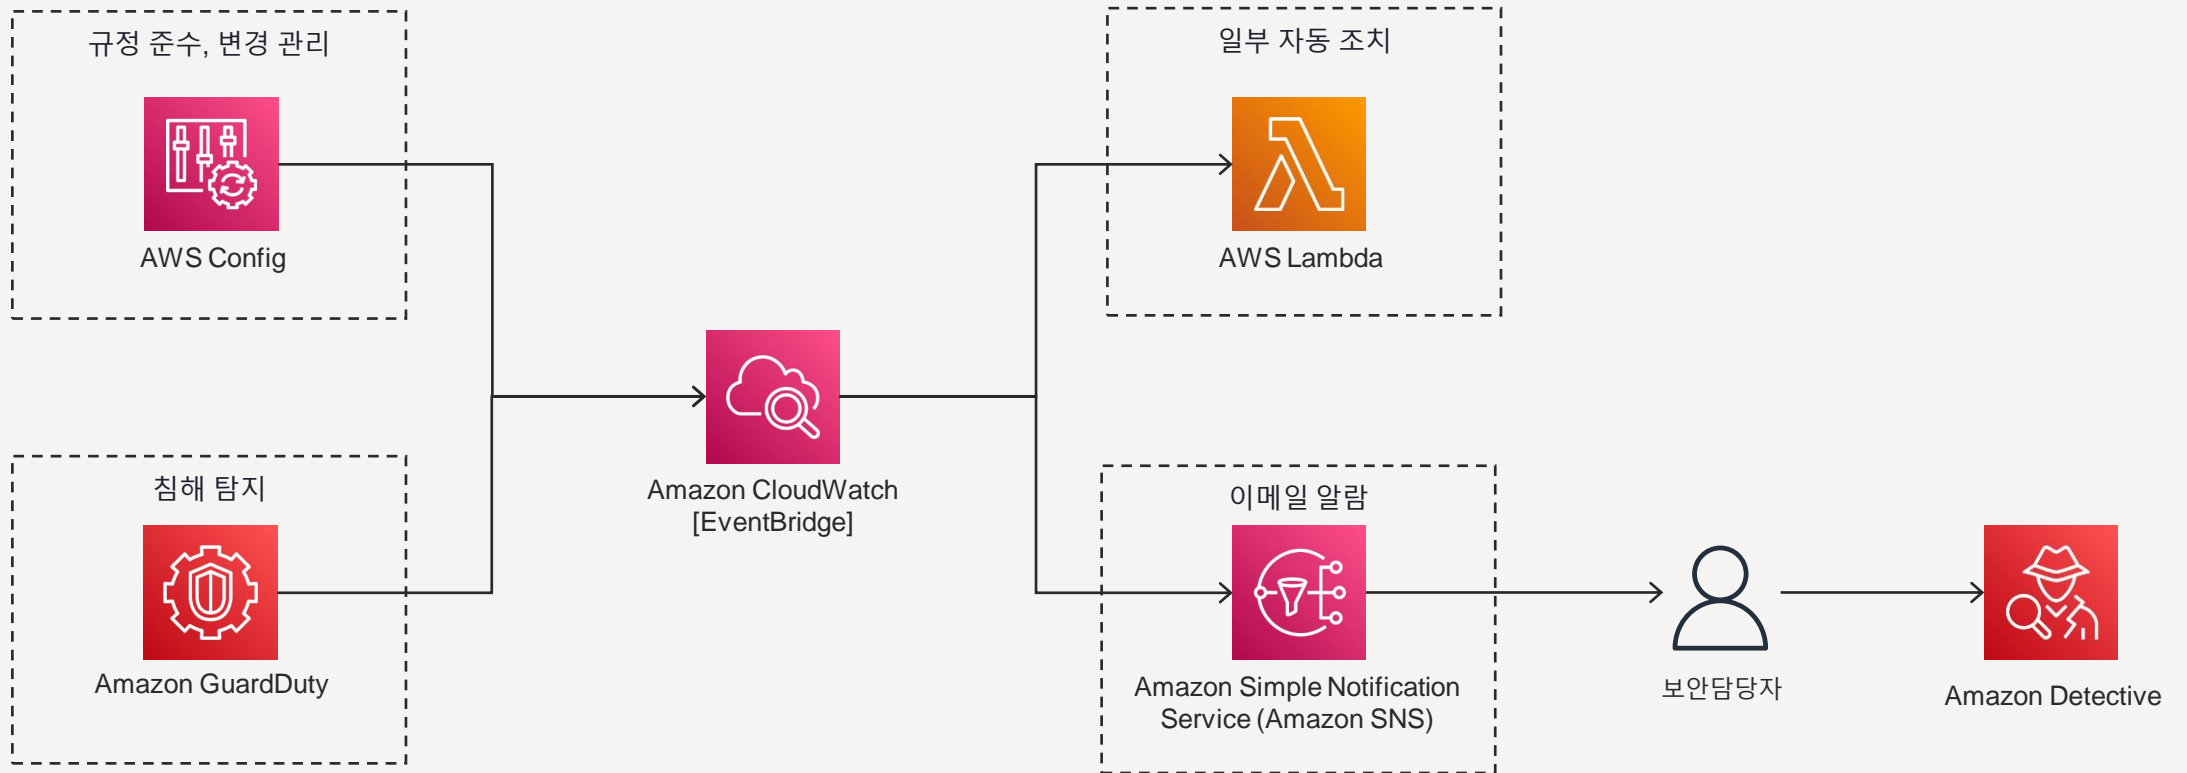 규정 준수, 변경 관리
AWS Config
일부 자동 조치
AWS Lambda
Amazon CloudWatch
[EventBridge]
침해 탐지
Amazon GuardDuty
이메일 알람
Amazon Simple Notification
Service (Amazon SNS)
보안담당자
Amazon Detective